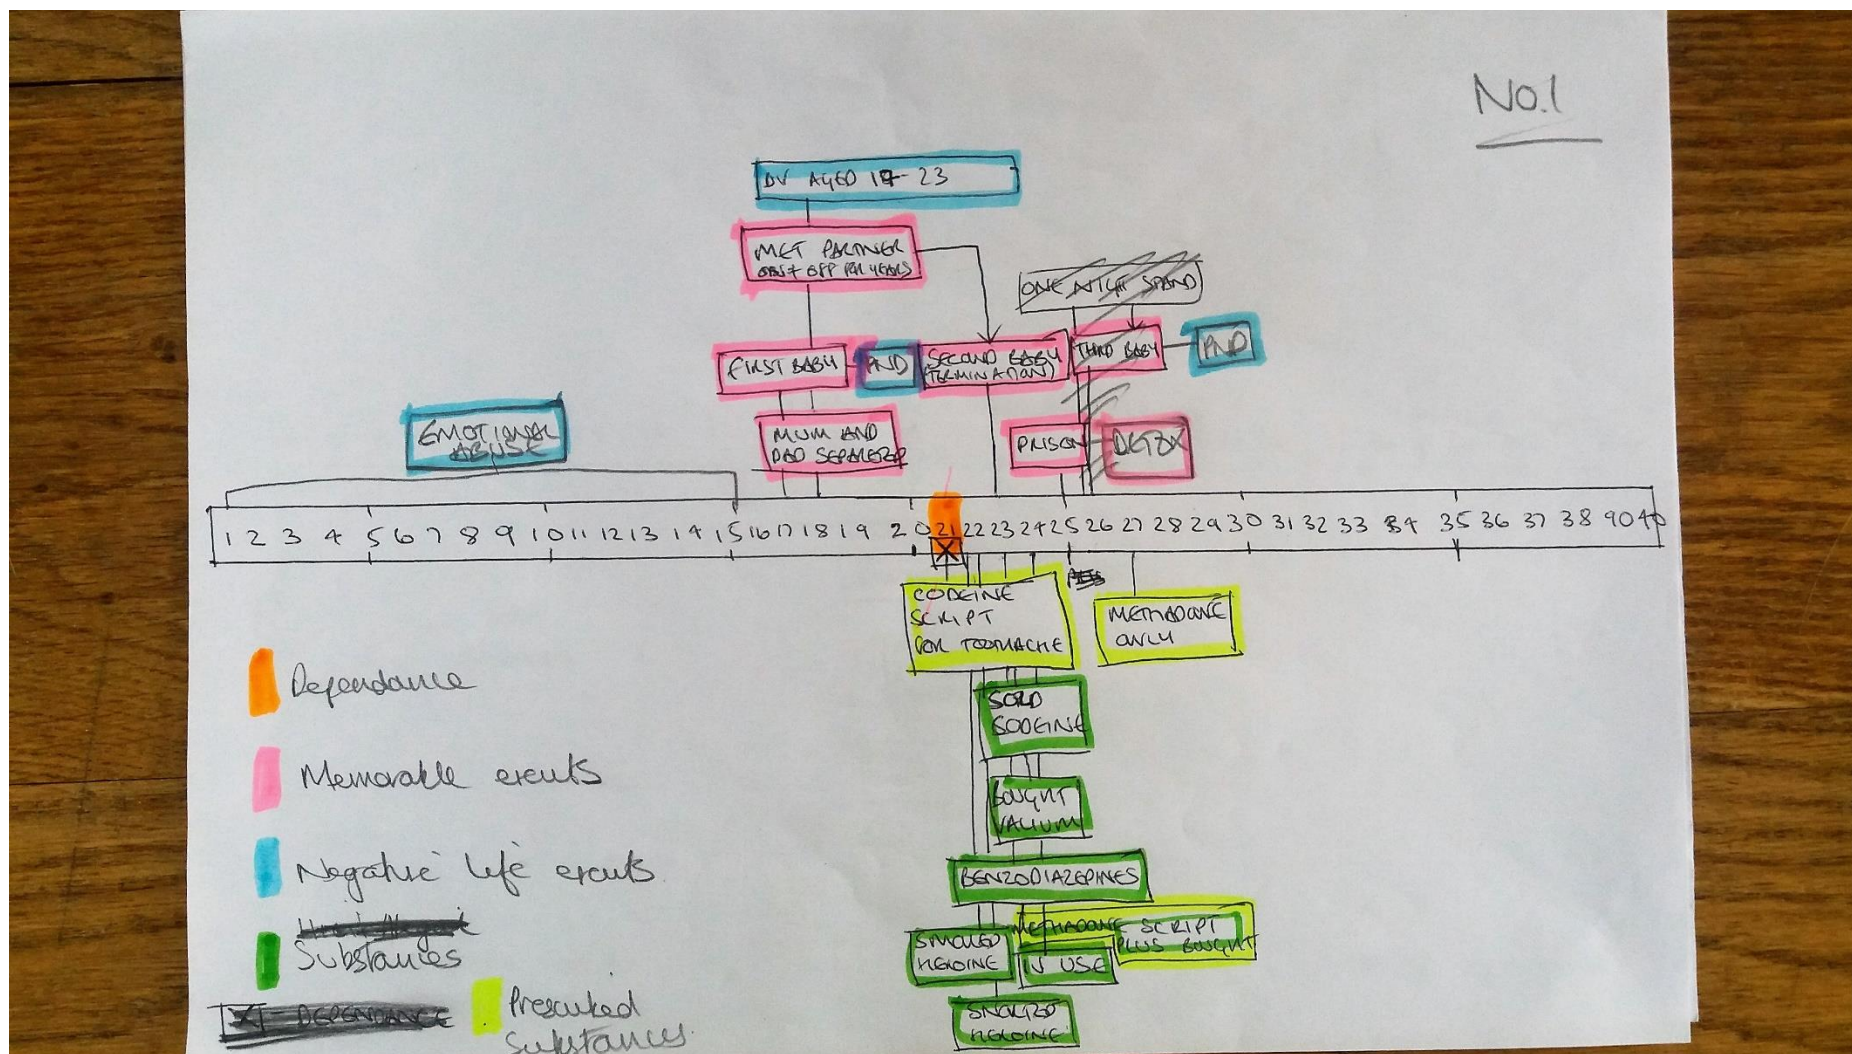 No.1
DV AGED 17-23
MET PARTNER
ON + OFF FOR YEARS
ONE NIGHT STAND
FIRST BABY
PND
SECOND BABY
(TERMINATION)
THIRD BABY
PND
EMOTIONAL
ABUSE
MUM AND
DAD SEPARATED
PRISON
DETOX
1 2 3 4 5 6 7 8 9 10 11 12 13 14 15 16 17 18 19 20 21 22 23 24 25 26 27 28 29 30 31 32 33 34 35 36 37 38 90 40
X
CODEINE
SCRIPT
FOR TOOTHACHE
METHADONE
ONLY
Dependance
SOLD
CODEINE
Memorable events
BOUGHT
VALIUM
Negative life events
BENZODIAZEPINES
Substances
SMOKED
HEROINE
METHADONE SCRIPT
PLUS BOUGHT
IV USE
X - DEPENDANCE
Prescribed
Substances
SNORTED
HEROINE